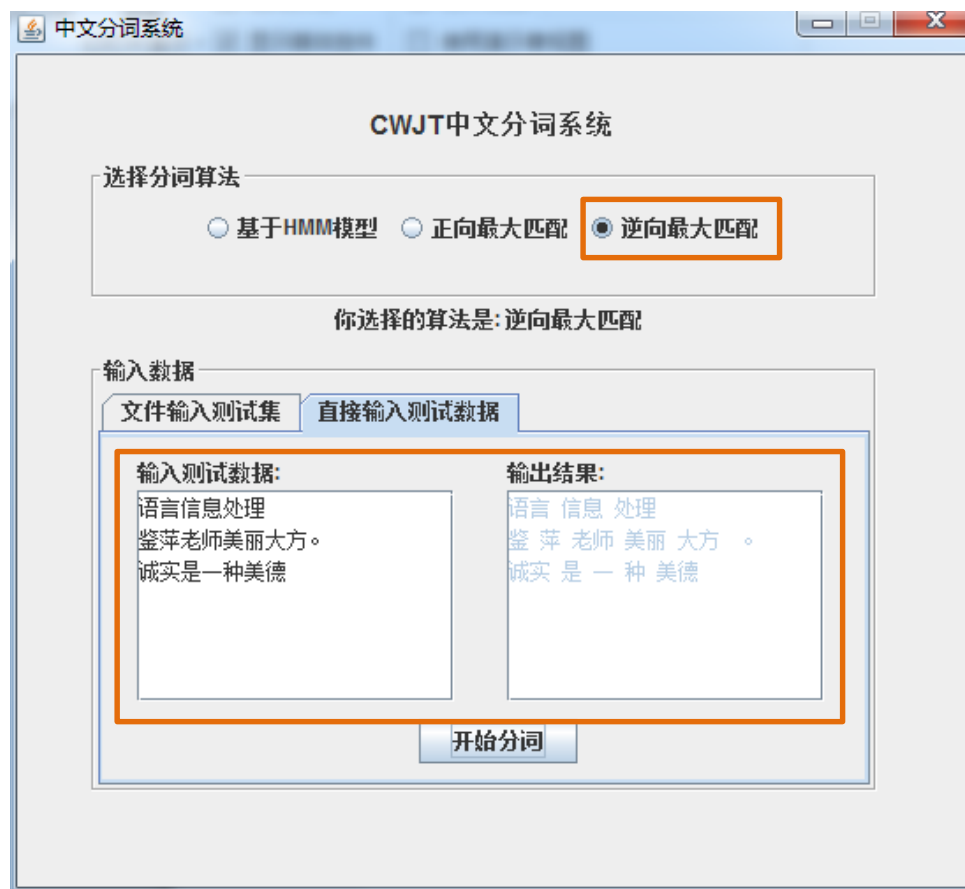 中文分词系统
CWJT中文分词系统
选择分词算法
基于HMM模型 正向最大匹配 逆向最大匹配
你选择的算法是:逆向最大匹配
输入数据
文件输入测试集 直接输入测试数据
输入测试数据: 输出结果:
语言信息处理
鉴萍老师美丽大方。
诚实是一种美德
语言 信息 处理
鉴 萍 老师 美丽 大方 。
诚实 是 一 种 美德
开始分词